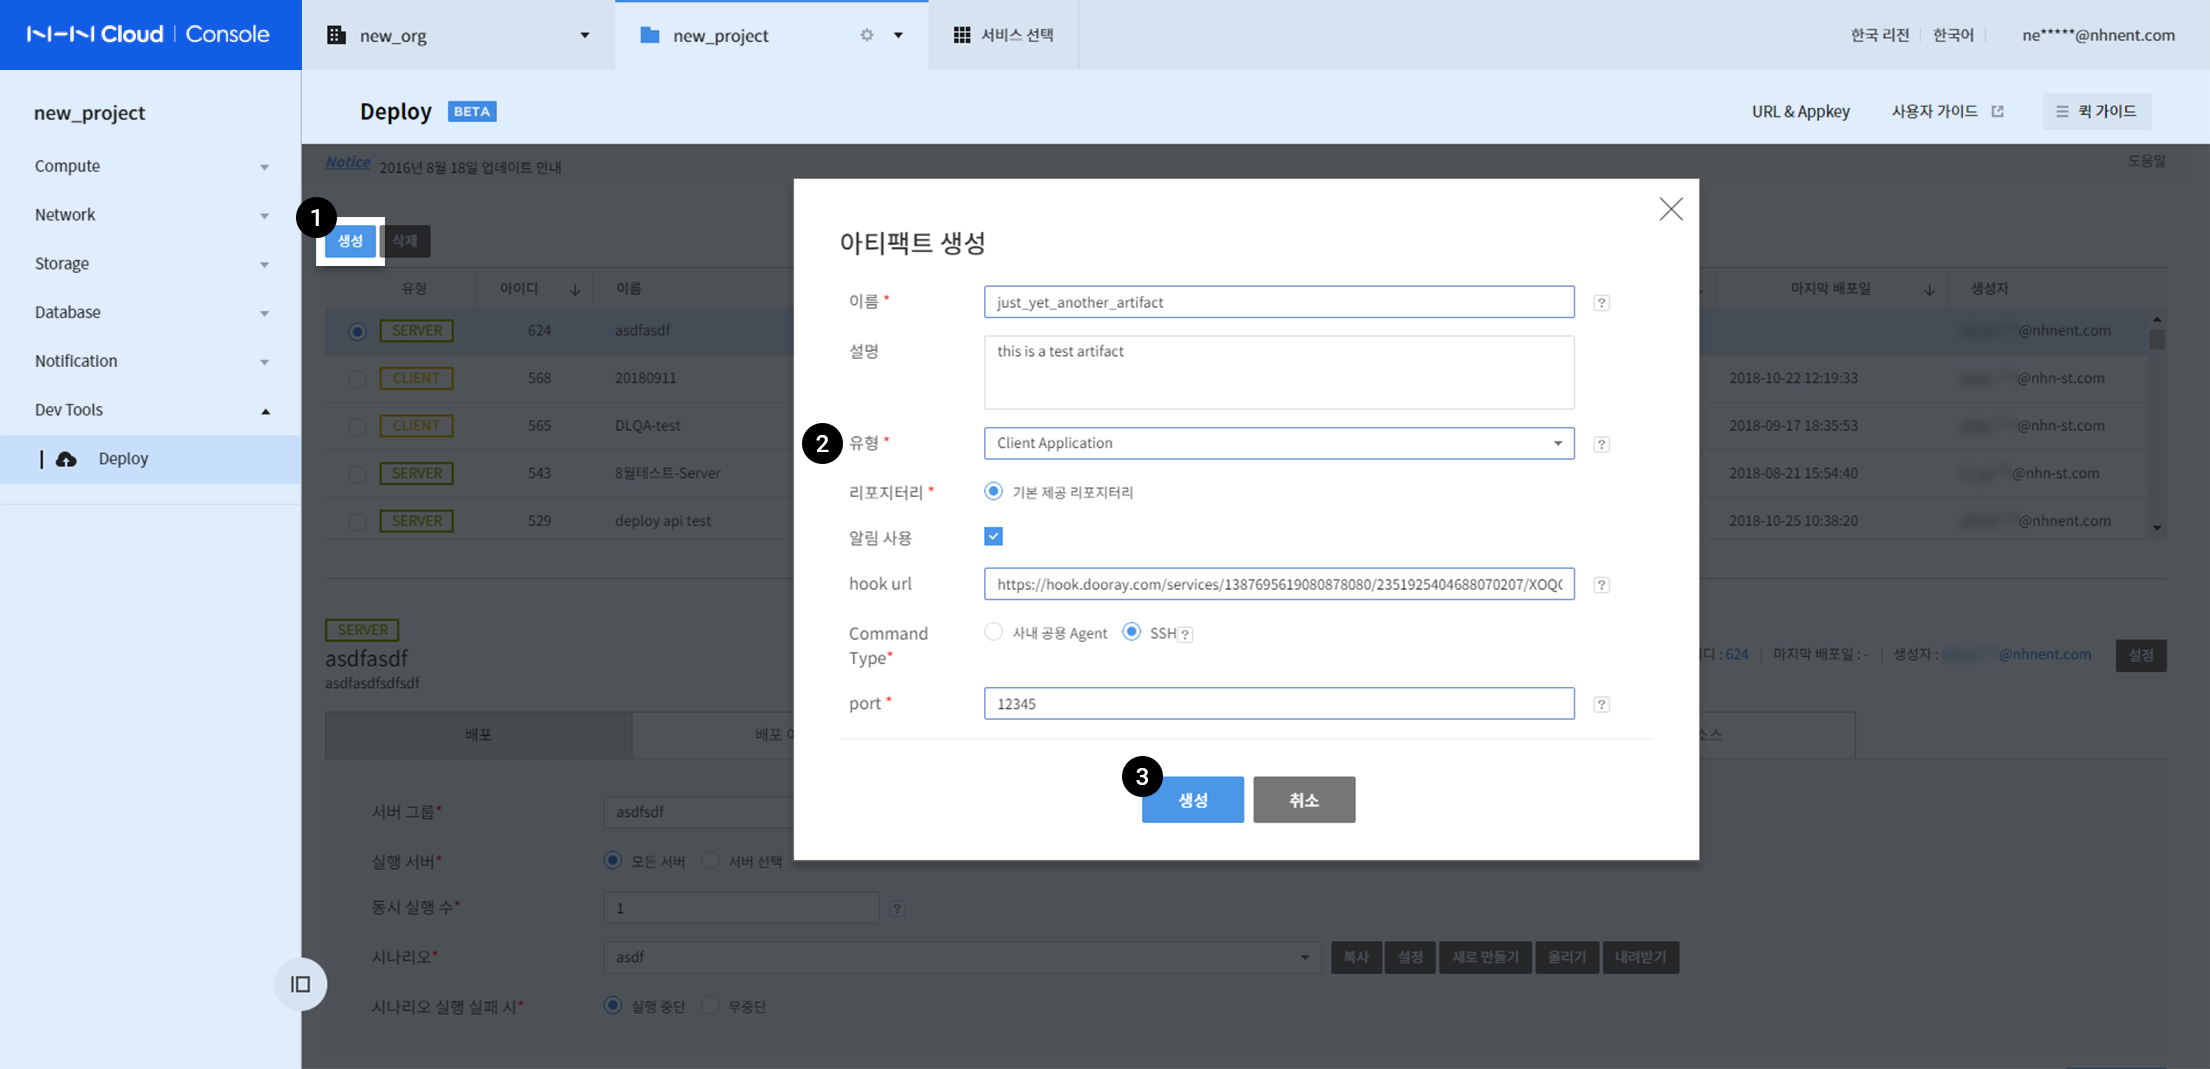 NHN Cloud | Console
new_org
new_project
서비스 선택
한국 리전
한국어
ne*****@nhnent.com
new_project
Compute
Network
Storage
Database
Notification
Dev Tools
Deploy
Deploy BETA
URL & Appkey
사용자 가이드
퀵 가이드
Notice 2016년 8월 18일 업데이트 안내
도움말
1
생성 삭제
유형 아이디 이름 마지막 배포일 생성자
SERVER 624 asdfasdf @nhnent.com
CLIENT 568 20180911 2018-10-22 12:19:33 @nhn-st.com
CLIENT 565 DLQA-test 2018-09-17 18:35:53 @nhn-st.com
SERVER 543 8월테스트-Server 2018-08-21 15:54:40 @nhn-st.com
SERVER 529 deploy api test 2018-10-25 10:38:20 @nhnent.com
SERVER
asdfasdf
asdfasdfsdfsdf
디 : 624 | 마지막 배포일 : - | 생성자 : @nhnent.com
설정
배포
배포 이
소스
서버 그룹* asdfsdf
실행 서버* 모든 서버 서버 선택
동시 실행 수* 1 ?
시나리오* asdf 복사 설정 새로 만들기 올리기 내려받기
시나리오 실행 실패 시* 실행 중단 무중단
아티팩트 생성
이름 * just_yet_another_artifact ?
설명 this is a test artifact
2 유형 * Client Application ?
리포지터리 * 기본 제공 리포지터리
알림 사용
hook url https://hook.dooray.com/services/1387695619080878080/2351925404688070207/XOQ ?
Command
Type* 사내 공용 Agent SSH ?
port * 12345 ?
3
생성 취소